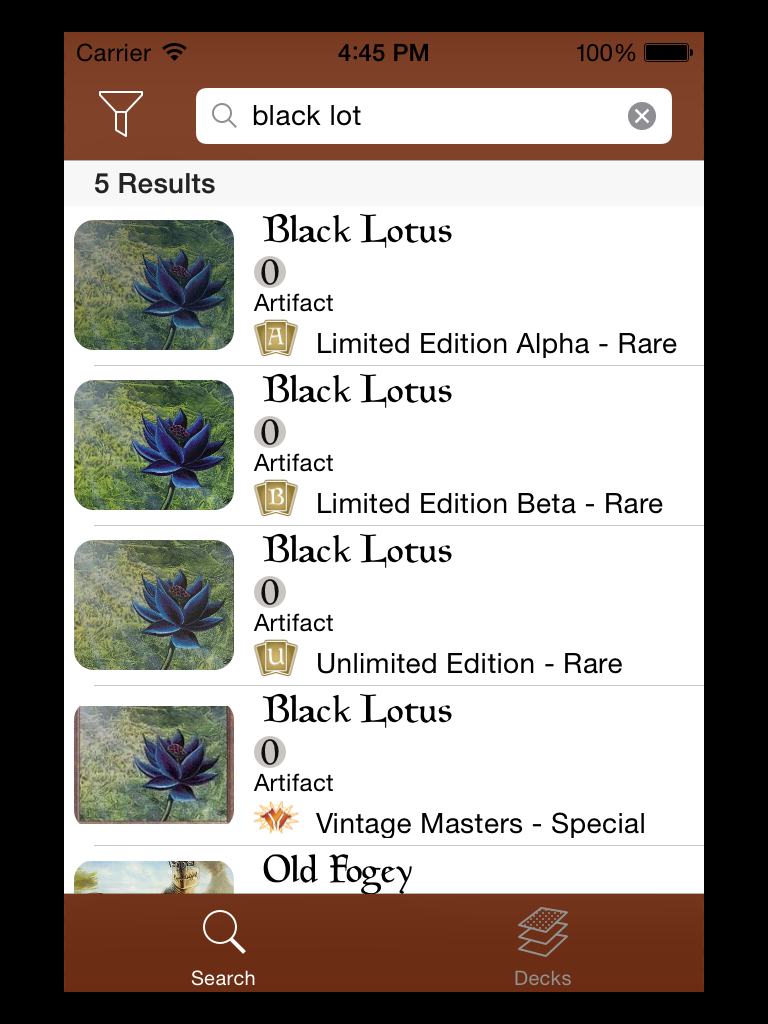 Carrier 4:45 PM 100%
black lot
5 Results
Black Lotus
0
Artifact
A Limited Edition Alpha - Rare
Black Lotus
0
Artifact
B Limited Edition Beta - Rare
Black Lotus
0
Artifact
U Unlimited Edition - Rare
Black Lotus
0
Artifact
Vintage Masters - Special
Old Fogey
Search Decks